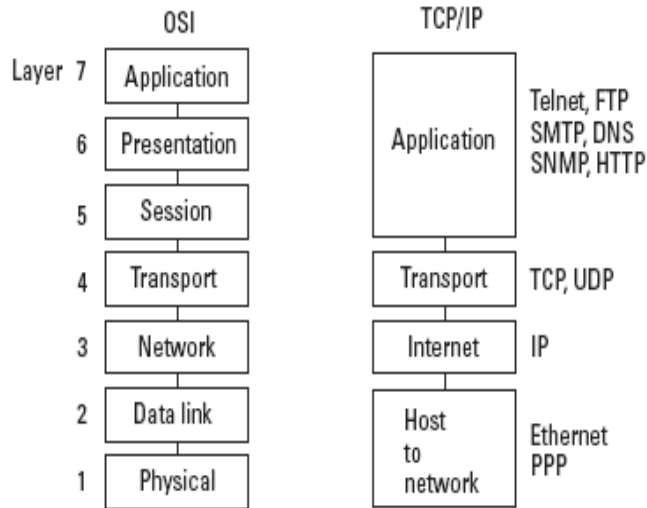 OSI
TCP/IP
Layer 7
Application
6
Presentation
5
Session
4
Transport
3
Network
2
Data link
1
Physical
Application
Telnet, FTP
SMTP, DNS
SNMP, HTTP
Transport
TCP, UDP
Internet
IP
Host
to
network
Ethernet
PPP